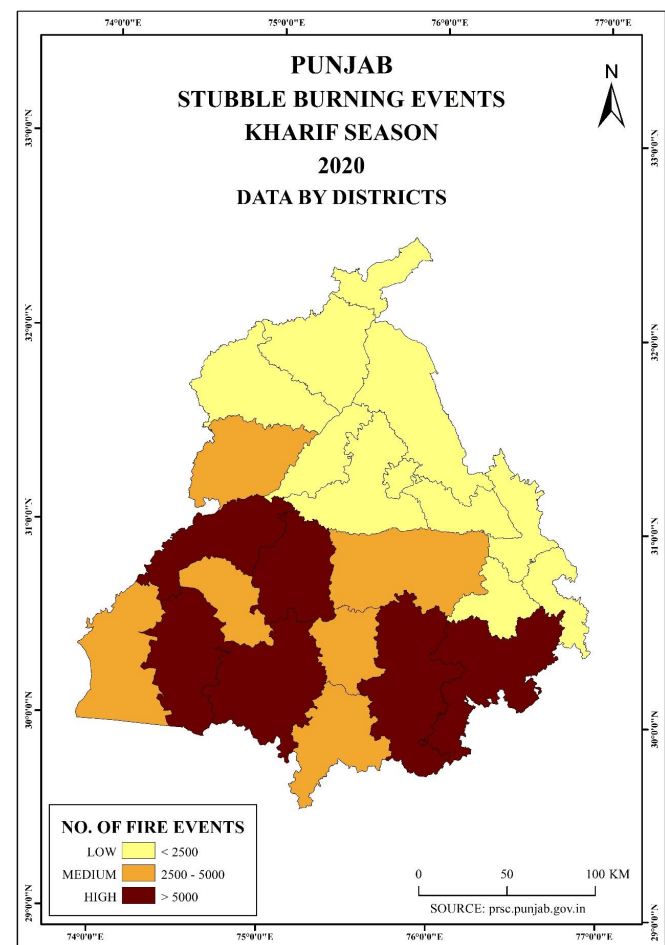 74°0'0"E 75°0'0"E 76°0'0"E 77°0'0"E
PUNJAB
STUBBLE BURNING EVENTS
KHARIF SEASON
2020
DATA BY DISTRICTS
N
33°0'0"N
33°0'0"N
32°0'0"N
32°0'0"N
31°0'0"N
31°0'0"N
30°0'0"N
30°0'0"N
29°0'0"N
29°0'0"N
NO. OF FIRE EVENTS
LOW < 2500
MEDIUM 2500 - 5000
HIGH > 5000
0 50 100 KM
SOURCE: prsc.punjab.gov.in
74°0'0"E 75°0'0"E 76°0'0"E 77°0'0"E